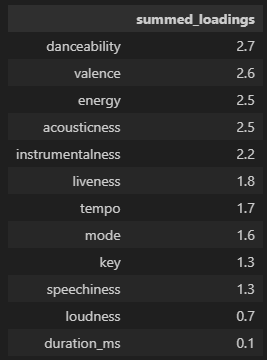 summed_loadings
danceability 2.7
valence 2.6
energy 2.5
acousticness 2.5
instrumentalness 2.2
liveness 1.8
tempo 1.7
mode 1.6
key 1.3
speechiness 1.3
loudness 0.7
duration_ms 0.1